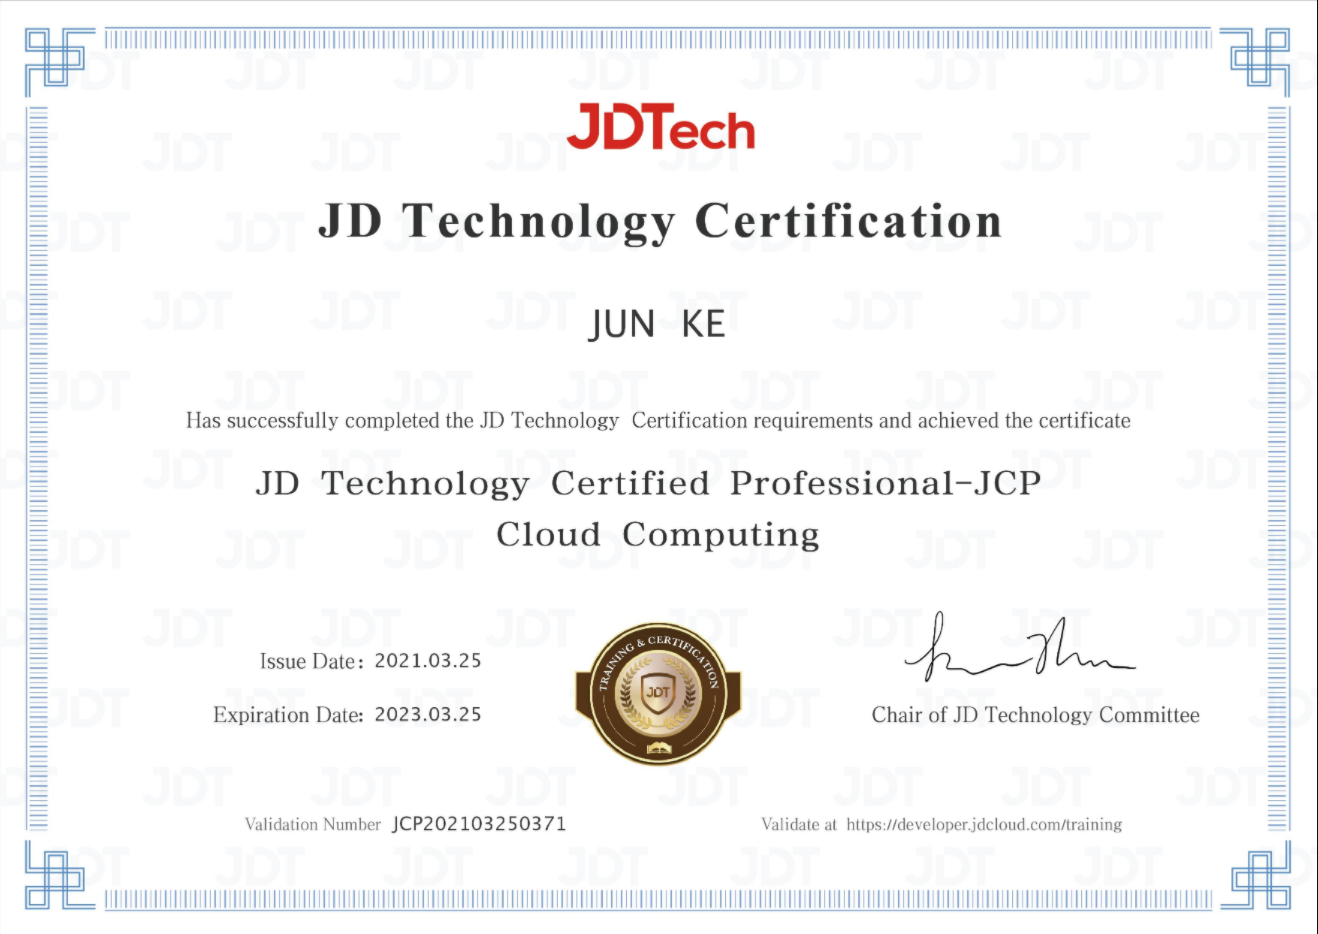 JDTech
JD Technology Certification
JUN KE
Has successfully completed the JD Technology Certification requirements and achieved the certificate
JD Technology Certified Professional-JCP
Cloud Computing
Issue Date: 2021.03.25
Expiration Date: 2023.03.25
TRAINING & CERTIFICATION
JDT
Chair of JD Technology Committee
Validation Number JCP202103250371
Validate at https://developer.jdcloud.com/training